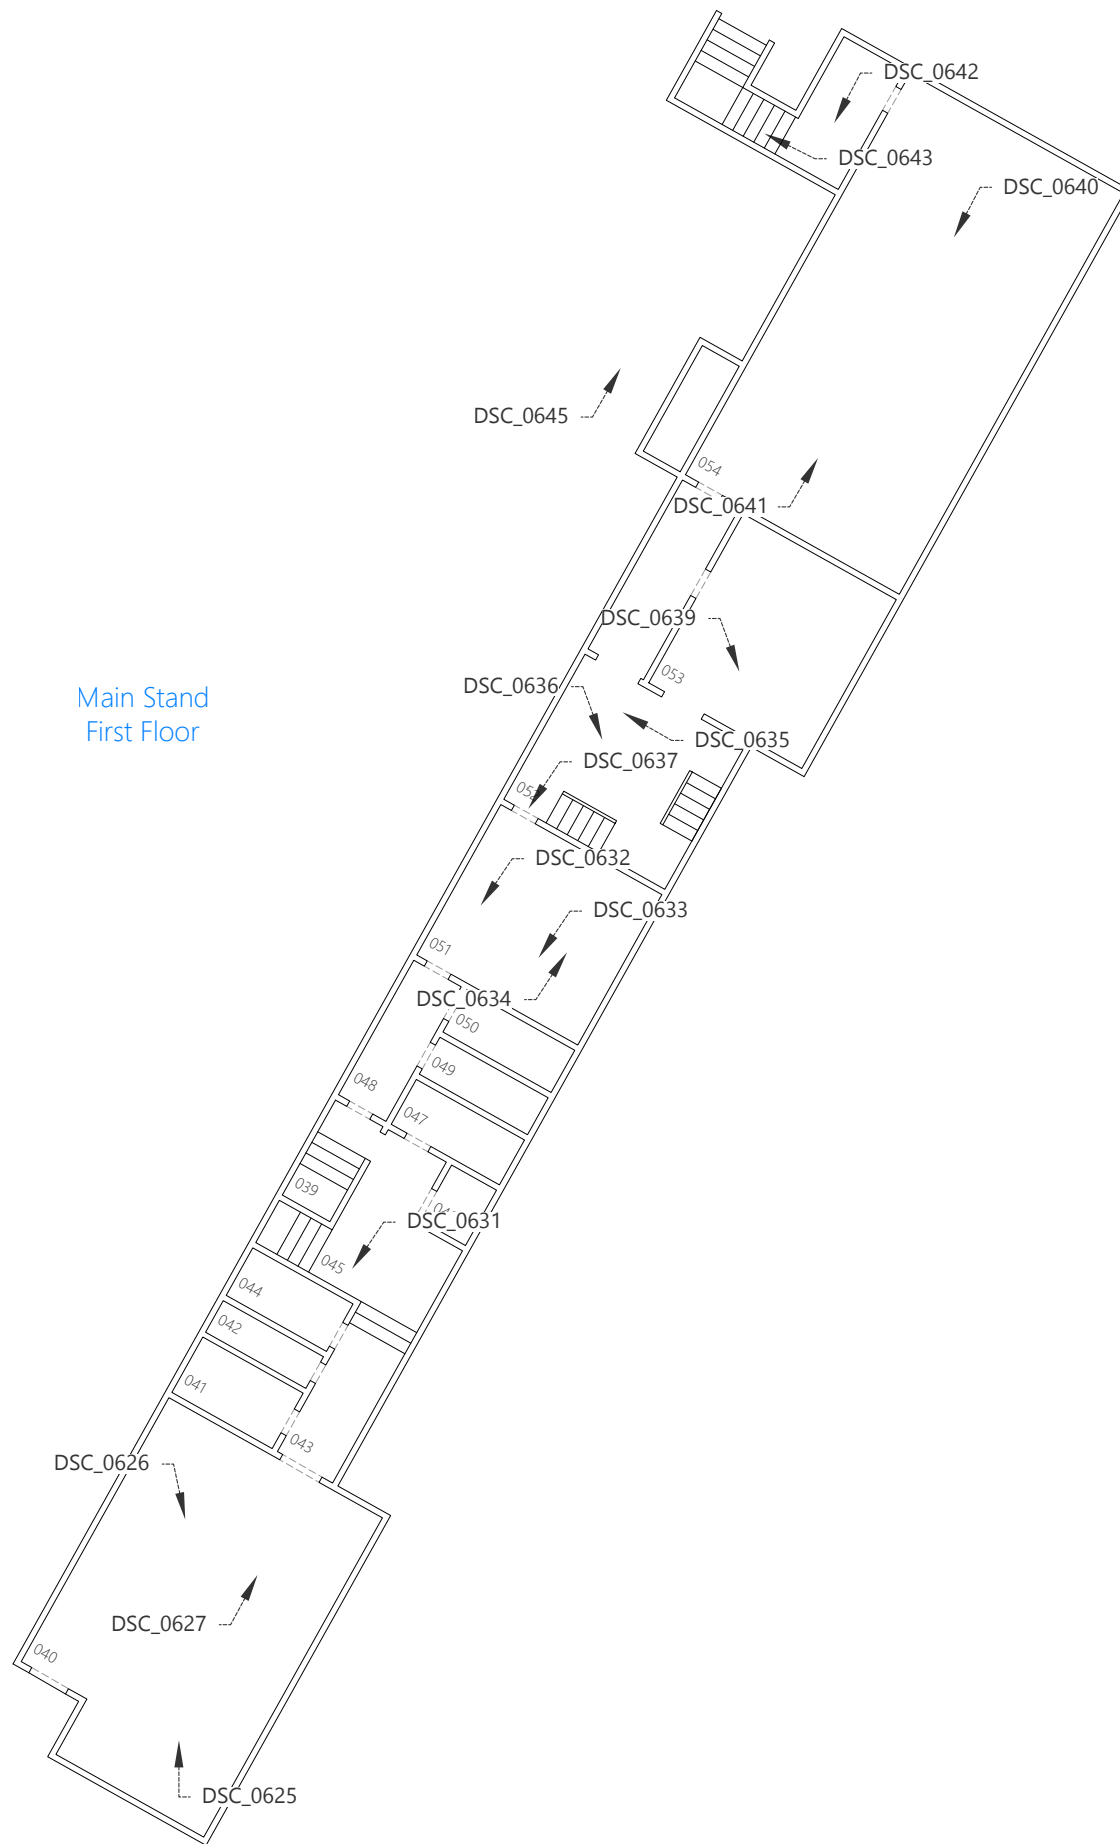 DSC_0642
DSC_0643
DSC_0640
DSC_0645
054
DSC_0641
DSC_0639
053
DSC_0636
Main Stand
First Floor
DSC_0635
DSC_0637
DSC_0632
DSC_0633
051
DSC_0634
050
049
048
047
039
DSC_0631
045
044
042
041
043
DSC_0626
DSC_0627
040
DSC_0625